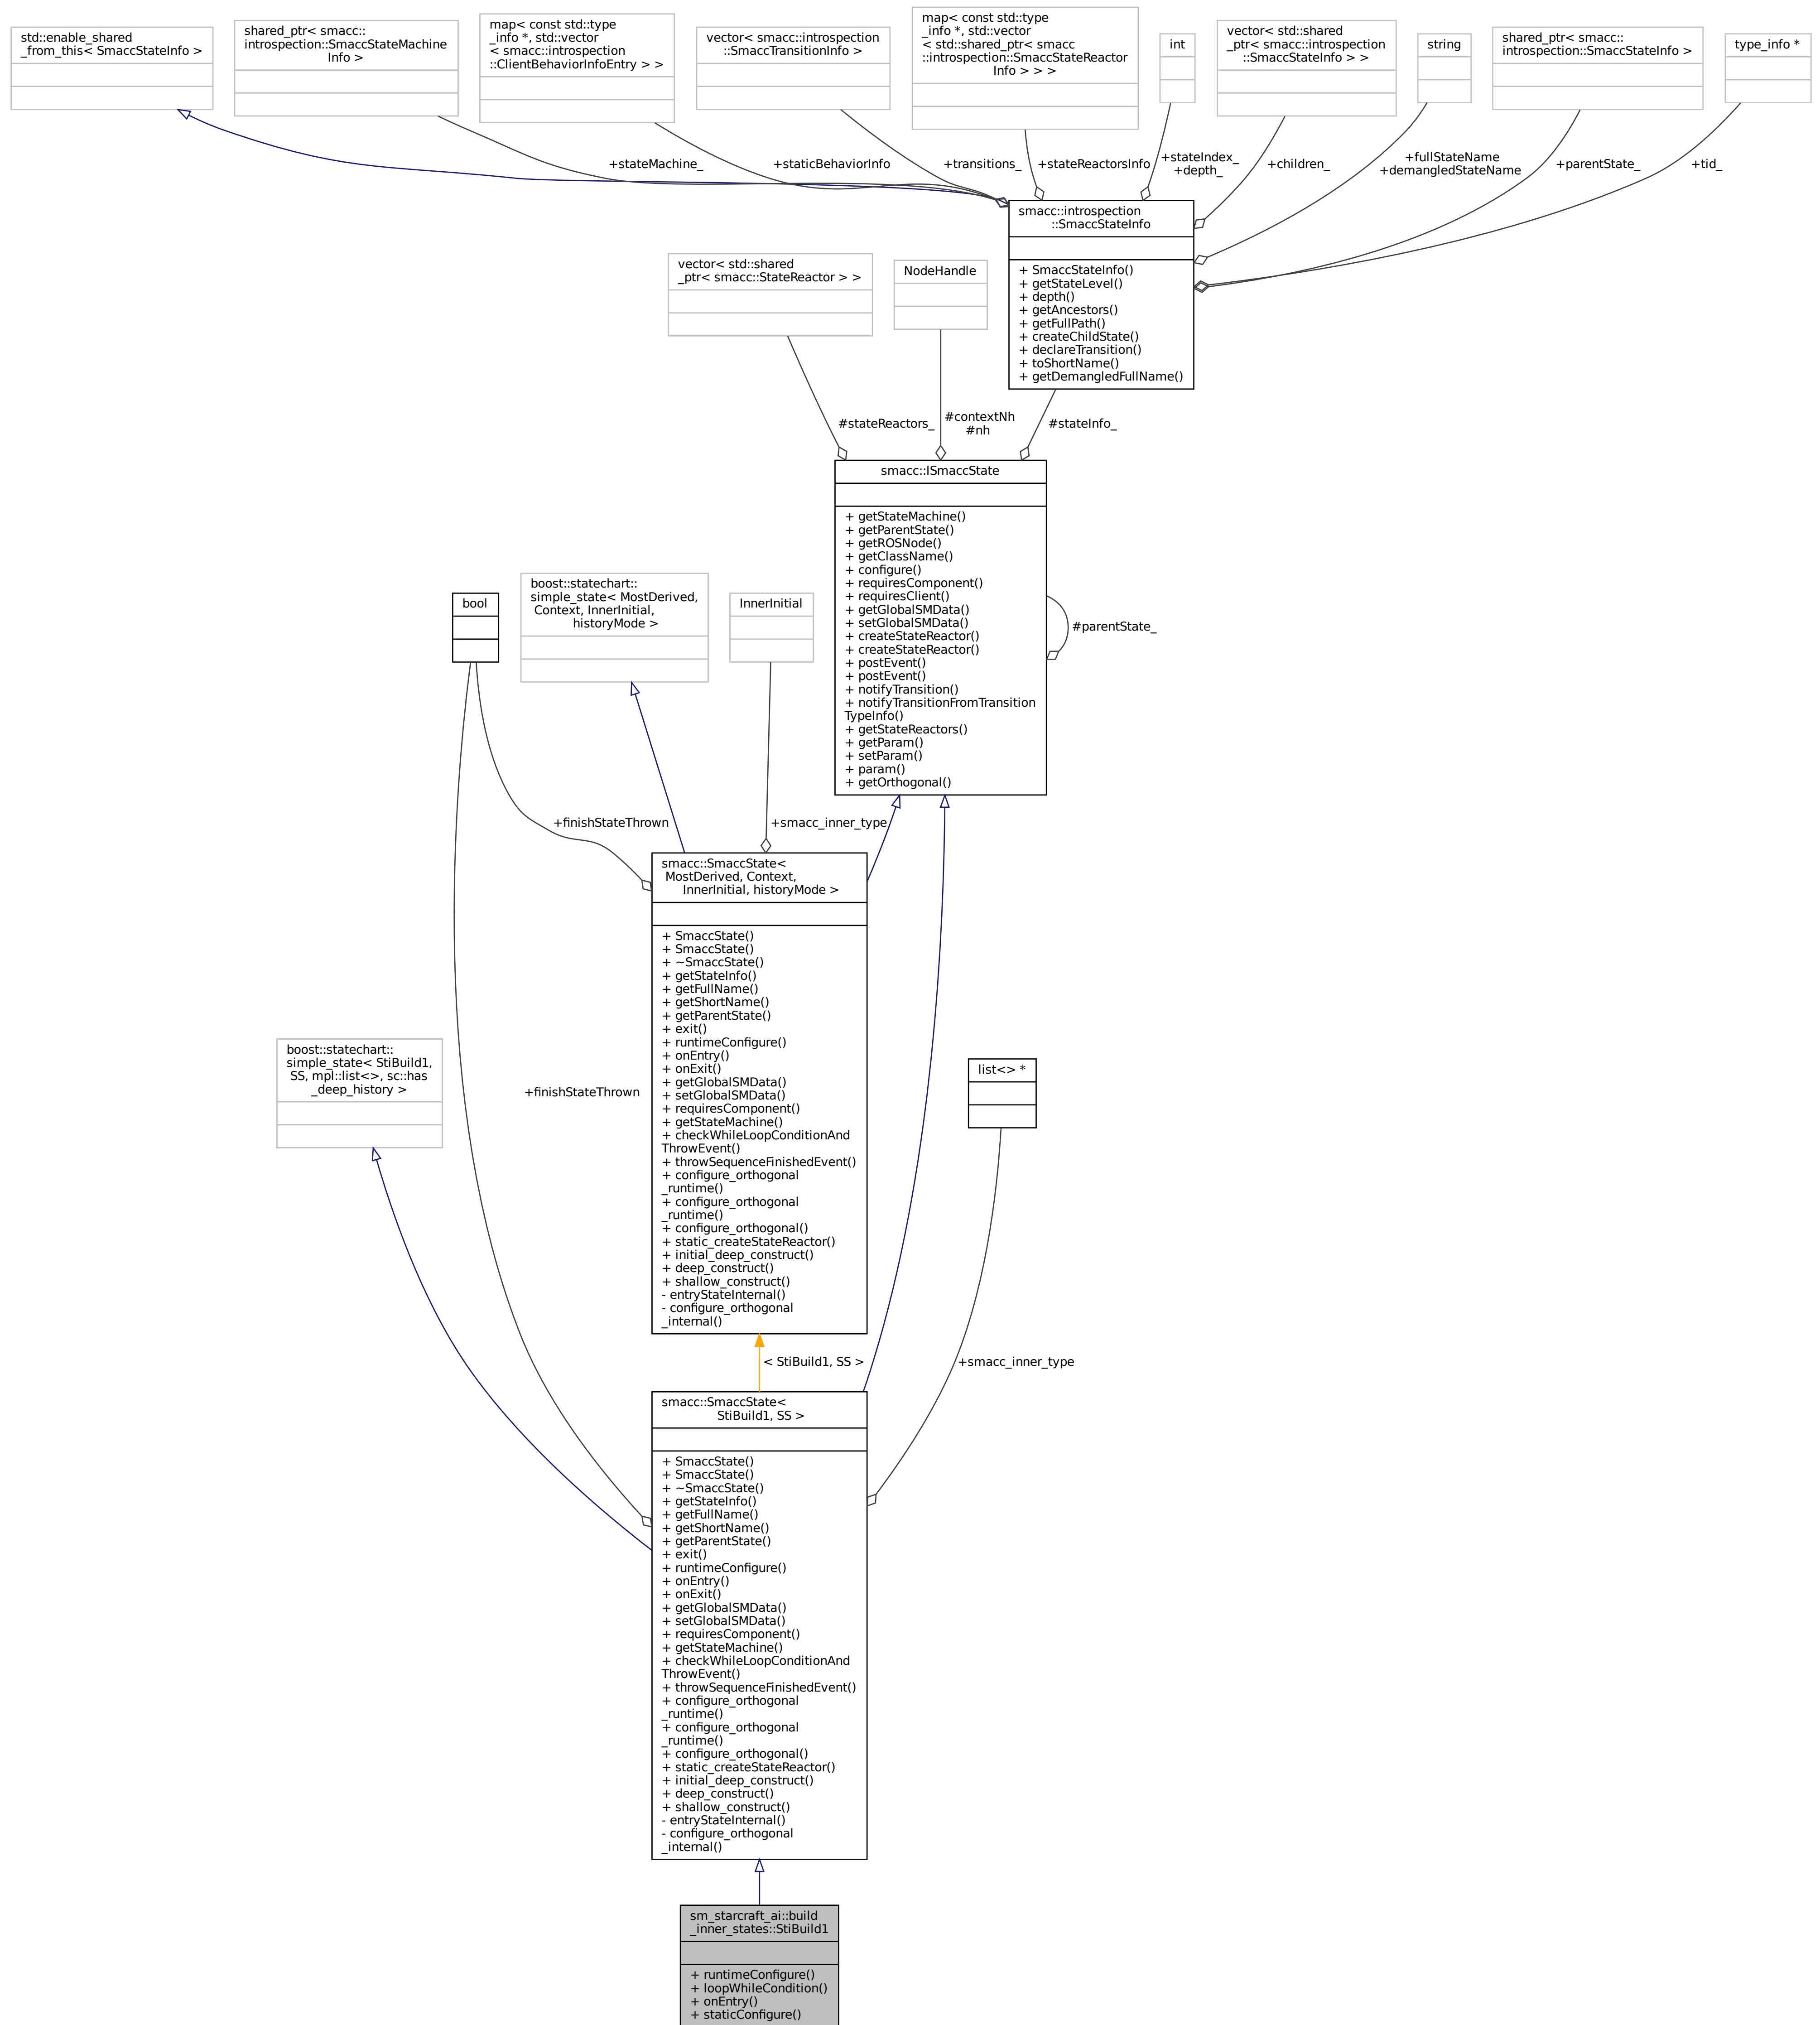 std::enable_shared
_from_this< SmaccStateInfo >
shared_ptr< smacc::
introspection::SmaccStateMachine
Info >
map< const std::type
_info *, std::vector
< smacc::introspection
::ClientBehaviorInfoEntry > >
vector< smacc::introspection
::SmaccTransitionInfo >
map< const std::type
_info *, std::vector
< std::shared_ptr< smacc
::introspection::SmaccStateReactor
Info > > >
int
vector< std::shared
_ptr< smacc::introspection
::SmaccStateInfo > >
string
shared_ptr< smacc::
introspection::SmaccStateInfo >
type_info *
+stateMachine_
+staticBehaviorInfo
+transitions_
+stateReactorsInfo
+stateIndex_
+depth_
+children_
+fullStateName
+demangledStateName
+parentState_
+tid_
smacc::introspection
::SmaccStateInfo
+ SmaccStateInfo()
+ getStateLevel()
+ depth()
+ getAncestors()
+ getFullPath()
+ createChildState()
+ declareTransition()
+ toShortName()
+ getDemangledFullName()
vector< std::shared
_ptr< smacc::StateReactor > >
NodeHandle
#stateReactors_
#contextNh
#nh
#stateInfo_
smacc::ISmaccState
+ getStateMachine()
+ getParentState()
+ getROSNode()
+ getClassName()
+ configure()
+ requiresComponent()
+ requiresClient()
+ getGlobalSMData()
+ setGlobalSMData()
+ createStateReactor()
+ createStateReactor()
+ postEvent()
+ postEvent()
+ notifyTransition()
+ notifyTransitionFromTransition
TypeInfo()
+ getStateReactors()
+ getParam()
+ setParam()
+ param()
+ getOrthogonal()
#parentState_
bool
boost::statechart::
simple_state< MostDerived,
Context, InnerInitial,
historyMode >
InnerInitial
+finishStateThrown
+smacc_inner_type
smacc::SmaccState<
MostDerived, Context,
InnerInitial, historyMode >
+ SmaccState()
+ SmaccState()
+ ~SmaccState()
+ getStateInfo()
+ getFullName()
+ getShortName()
+ getParentState()
+ exit()
+ runtimeConfigure()
+ onEntry()
+ onExit()
+ getGlobalSMData()
+ setGlobalSMData()
+ requiresComponent()
+ getStateMachine()
+ checkWhileLoopConditionAnd
ThrowEvent()
+ throwSequenceFinishedEvent()
+ configure_orthogonal
_runtime()
+ configure_orthogonal
_runtime()
+ configure_orthogonal()
+ static_createStateReactor()
+ initial_deep_construct()
+ deep_construct()
+ shallow_construct()
- entryStateInternal()
- configure_orthogonal
_internal()
boost::statechart::
simple_state< StiBuild1,
SS, mpl::list<>, sc::has
_deep_history >
+finishStateThrown
list<> *
< StiBuild1, SS >
+smacc_inner_type
smacc::SmaccState<
StiBuild1, SS >
+ SmaccState()
+ SmaccState()
+ ~SmaccState()
+ getStateInfo()
+ getFullName()
+ getShortName()
+ getParentState()
+ exit()
+ runtimeConfigure()
+ onEntry()
+ onExit()
+ getGlobalSMData()
+ setGlobalSMData()
+ requiresComponent()
+ getStateMachine()
+ checkWhileLoopConditionAnd
ThrowEvent()
+ throwSequenceFinishedEvent()
+ configure_orthogonal
_runtime()
+ configure_orthogonal
_runtime()
+ configure_orthogonal()
+ static_createStateReactor()
+ initial_deep_construct()
+ deep_construct()
+ shallow_construct()
- entryStateInternal()
- configure_orthogonal
_internal()
sm_starcraft_ai::build
_inner_states::StiBuild1
+ runtimeConfigure()
+ loopWhileCondition()
+ onEntry()
+ staticConfigure()